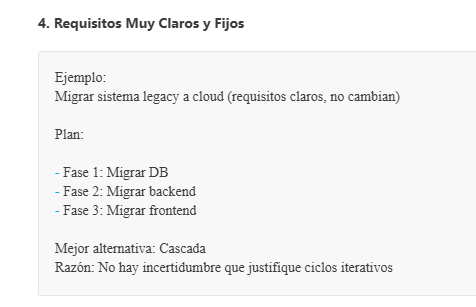 4. Requisitos Muy Claros y Fijos
Ejemplo:
Migrar sistema legacy a cloud (requisitos claros, no cambian)
Plan:
- Fase 1: Migrar DB
- Fase 2: Migrar backend
- Fase 3: Migrar frontend
Mejor alternativa: Cascada
Razón: No hay incertidumbre que justifique ciclos iterativos